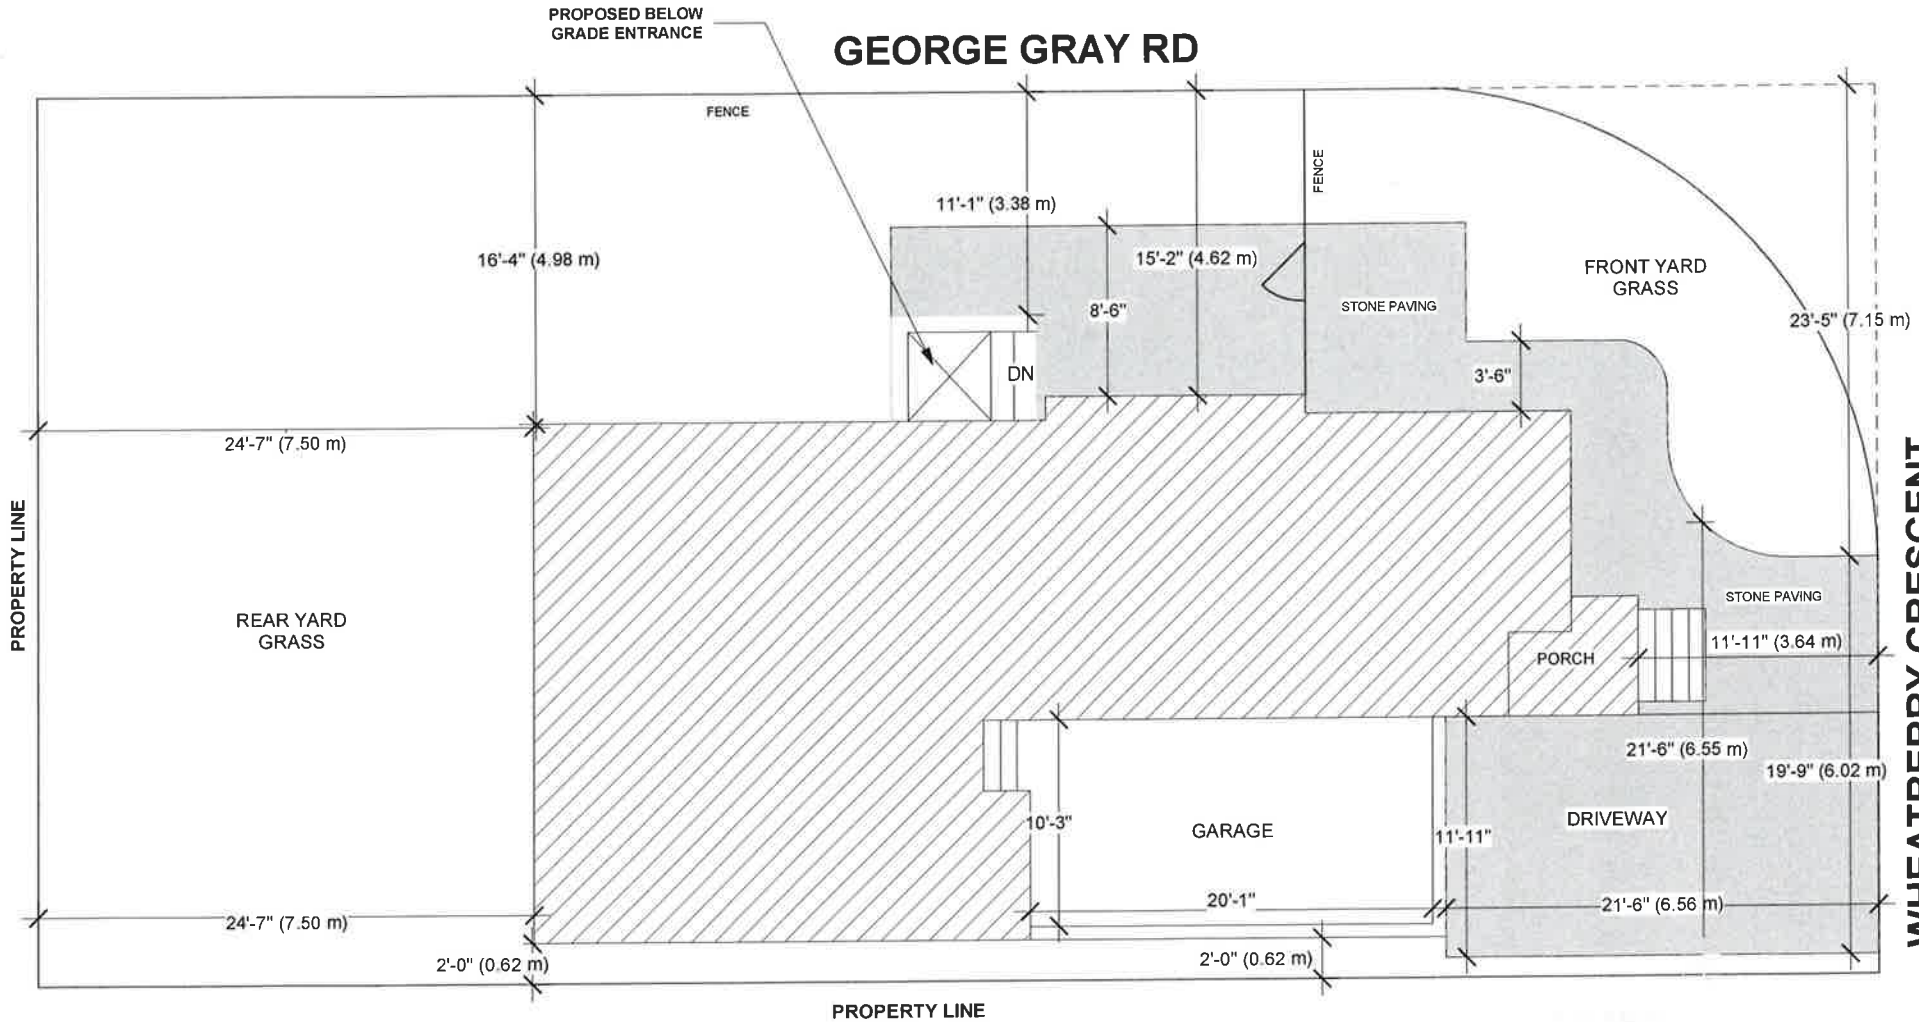 PROPOSED BELOW
GRADE ENTRANCE
GEORGE GRAY RD
FENCE
FENCE
11'-1" (3.38 m)
16'-4" (4.98 m)
15'-2" (4.62 m)
8'-6"
STONE PAVING
FRONT YARD
GRASS
23'-5" (7.15 m)
DN
3'-6"
24'-7" (7.50 m)
PROPERTY LINE
WHEATBERRY CRESCENT
REAR YARD
GRASS
STONE PAVING
11'-11" (3.64 m)
PORCH
21'-6" (6.55 m)
19'-9" (6.02 m)
10'-3"
GARAGE
11'-11"
DRIVEWAY
20'-1"
21'-6" (6.56 m)
24'-7" (7.50 m)
2'-0" (0.62 m)
2'-0" (0.62 m)
PROPERTY LINE